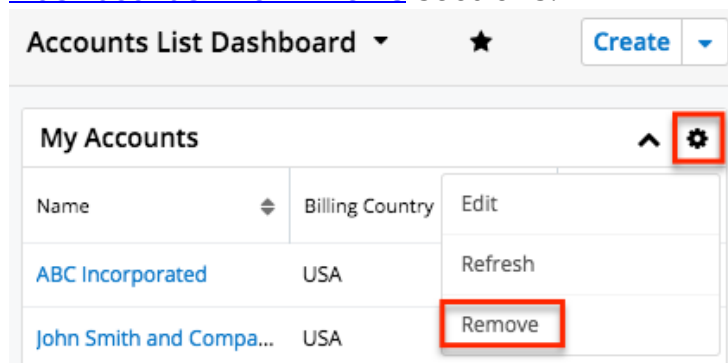 Accounts List Dashboard
Create
My Accounts
Name
Billing Country
Edit
ABC Incorporated
USA
Refresh
John Smith and Compa...
USA
Remove